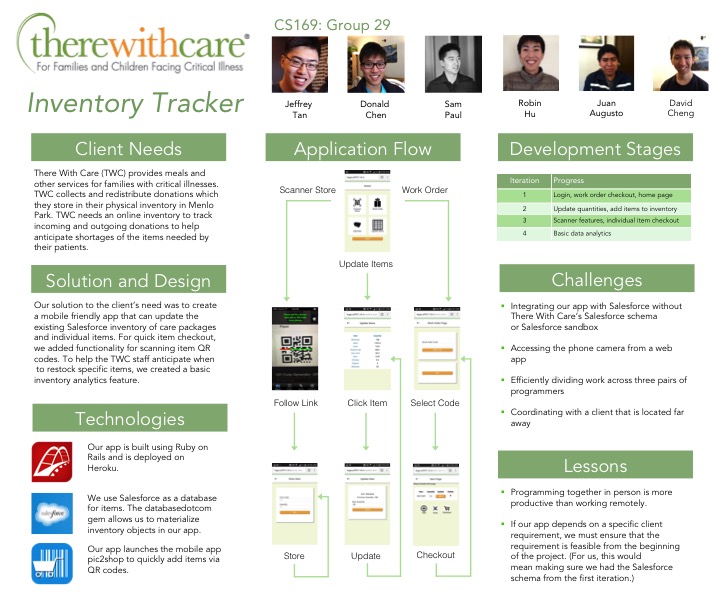 therewithcare®
For Families and Children Facing Critical Illness
Inventory Tracker
CS169: Group 29
Jeffrey
Tan
Donald
Chen
Sam
Paul
Robin
Hu
Juan
Augusto
David
Cheng
Client Needs
There With Care (TWC) provides meals and
other services for families with critical illnesses.
TWC collects and redistribute donations which
they store in their physical inventory in Menlo
Park. TWC needs an online inventory to track
incoming and outgoing donations to help
anticipate shortages of the items needed by
their patients.
Solution and Design
Our solution to the client's need was to create
a mobile friendly app that can update the
existing Salesforce inventory of care packages
and individual items. For quick item checkout,
we added functionality for scanning item QR
codes. To help the TWC staff anticipate when
to restock specific items, we created a basic
inventory analytics feature.
Technologies
Our app is built using Ruby on
Rails and is deployed on
Heroku.
salesforce
We use Salesforce as a database
for items. The databasedotcom
gem allows us to materialize
inventory objects in our app.
Our app launches the mobile app
pic2shop to quickly add items via
QR codes.
Application Flow
Scanner Store
Work Order
Update Items
Follow Link
Click Item
Select Code
Store
Update
Checkout
Development Stages
Iteration Progress
1 Login, work order checkout, home page
2 Update quantities, add items to inventory
3 Scanner features, individual item checkout
4 Basic data analytics
Challenges
• Integrating our app with Salesforce without
There With Care's Salesforce schema
or Salesforce sandbox
• Accessing the phone camera from a web
app
• Efficiently dividing work across three pairs of
programmers
• Coordinating with a client that is located far
away
Lessons
• Programming together in person is more
productive than working remotely.
• If our app depends on a specific client
requirement, we must ensure that the
requirement is feasible from the beginning
of the project. (For us, this would
mean making sure we had the Salesforce
schema from the first iteration.)